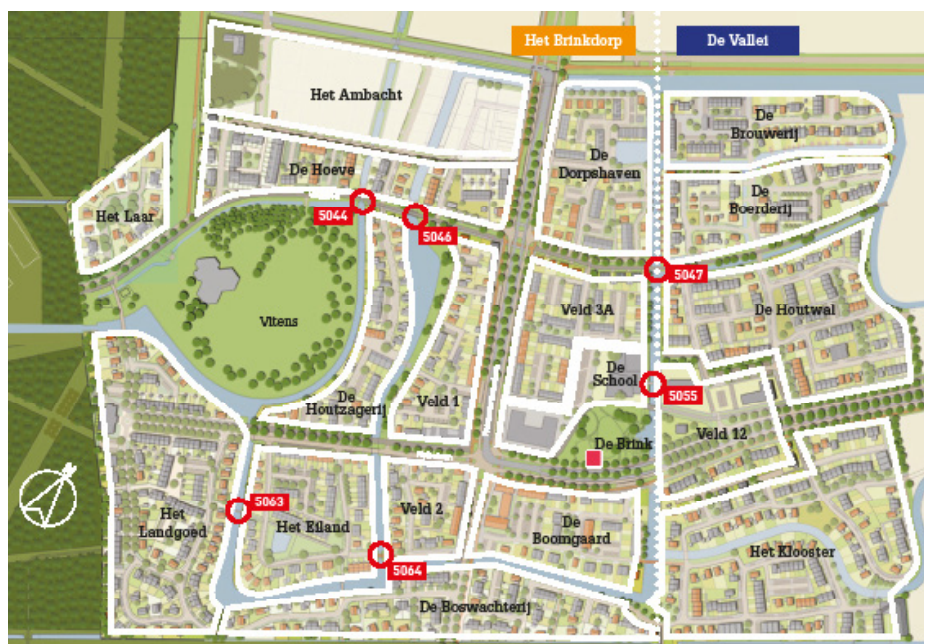 Het Brinkdorp
De Vallei
Het Ambacht
De
Brouwerij
De
Dorpshaven
De Hoeve
De
Boerderij
Het Laar
5044
5046
5047
Vitens
Veld 3A
De Houtwal
De
School
5055
De
Houtzagerij
Veld 1
De Brink
Veld 12
5063
Het
Landgoed
Het Eiland
Veld 2
De
Boomgaard
Het Klooster
5064
De Boswachterij